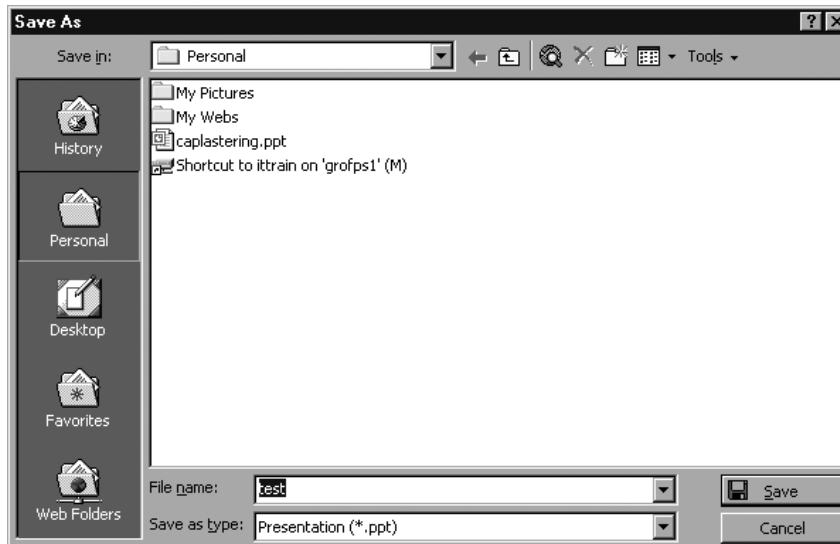 Save As
Save in:
Personal
Tools
History
Personal
Desktop
Favorites
Web Folders
My Pictures
My Webs
caplastering.ppt
Shortcut to ittrain on 'grofps1' (M)
File name:
test
Save
Save as type:
Presentation (*.ppt)
Cancel